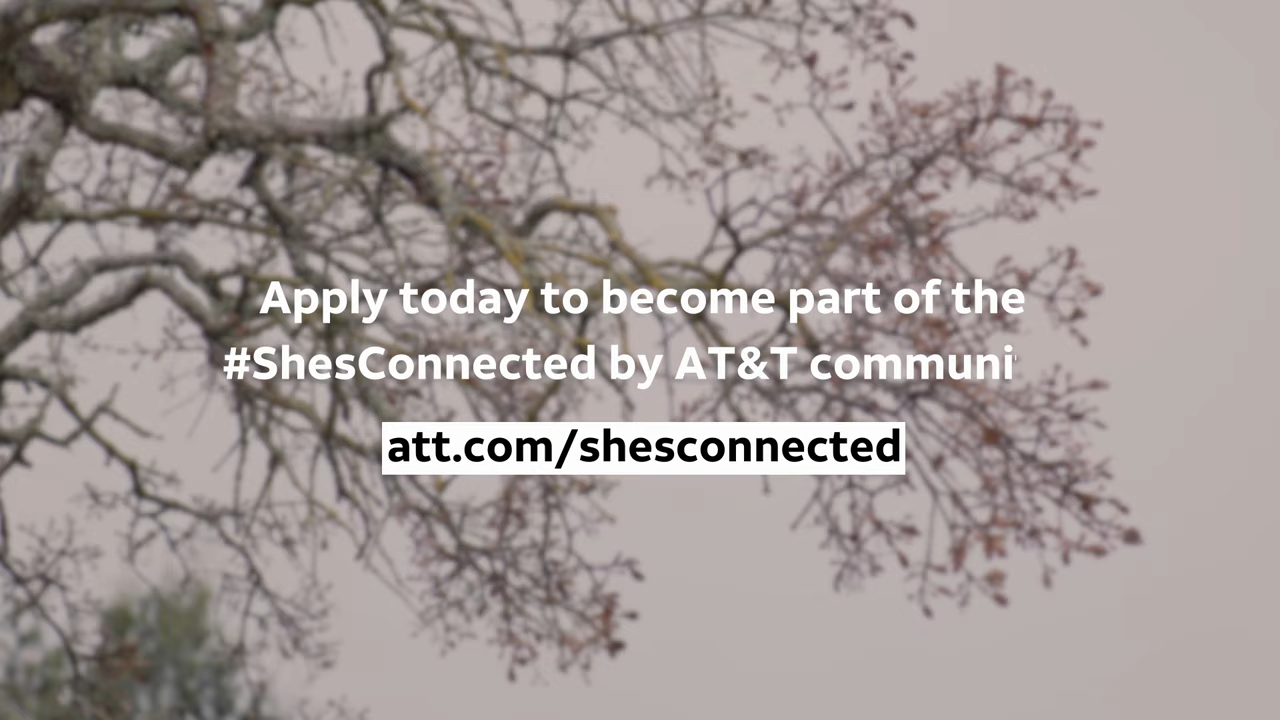 Apply today to become part of the
#ShesConnected by AT&T communi
att.com/shesconnected